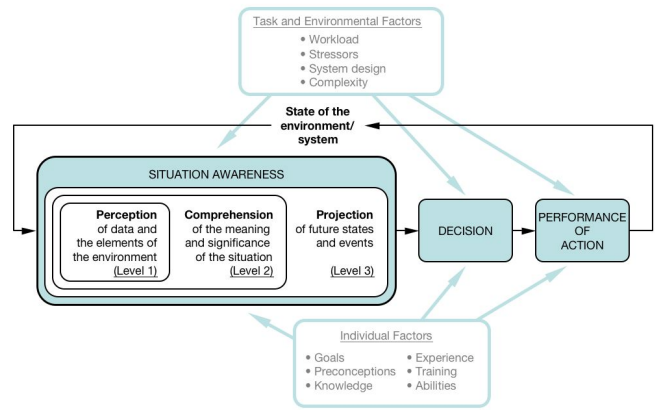 Task and Environmental Factors
• Workload
• Stressors
• System design
• Complexity
State of the
environment/
system
SITUATION AWARENESS
Perception
of data and
the elements of
the environment
(Level 1)
Comprehension
of the meaning
and significance
of the situation
(Level 2)
Projection
of future states
and events
(Level 3)
DECISION
PERFORMANCE
OF
ACTION
Individual Factors
• Goals
• Preconceptions
• Knowledge
• Experience
• Training
• Abilities